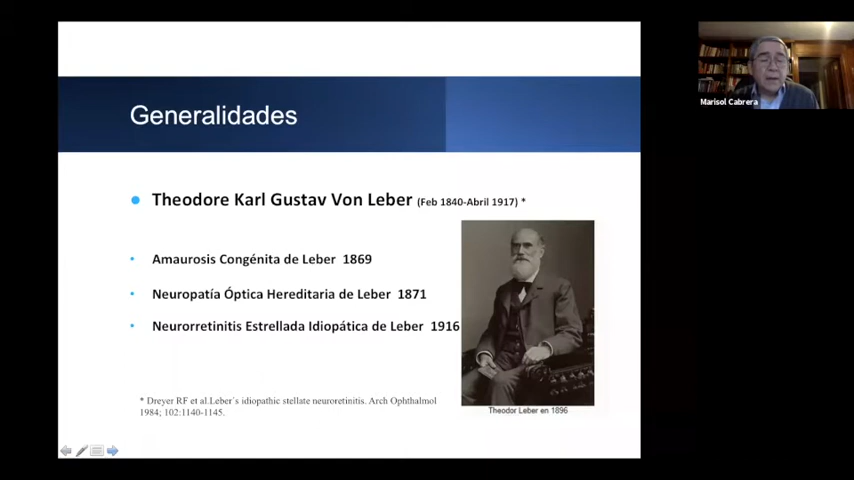 Generalidades
Theodore Karl Gustav Von Leber (Feb 1840-Abril 1917) *
Amaurosis Congénita de Leber 1869
Neuropatía Óptica Hereditaria de Leber 1871
Neurorretinitis Estrellada Idiopática de Leber 1916
* Dreyer RF et al.Leber´s idiopathic stellate neuroretinitis. Arch Ophthalmol
1984; 102:1140-1145.
Theodor Leber en 1896
Marisol Cabrera